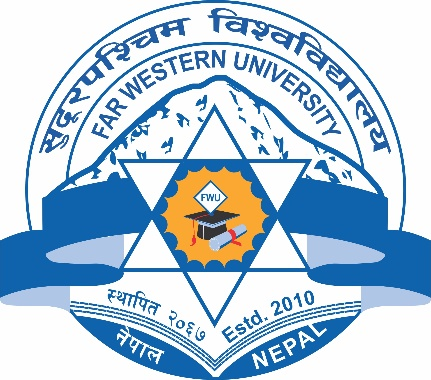 सुदूरपश्चिम विश्वविद्यालय
FAR WESTERN UNIVERSITY
FWU
स्थापित २०६७
Estd. 2010
नेपाल
NEPAL